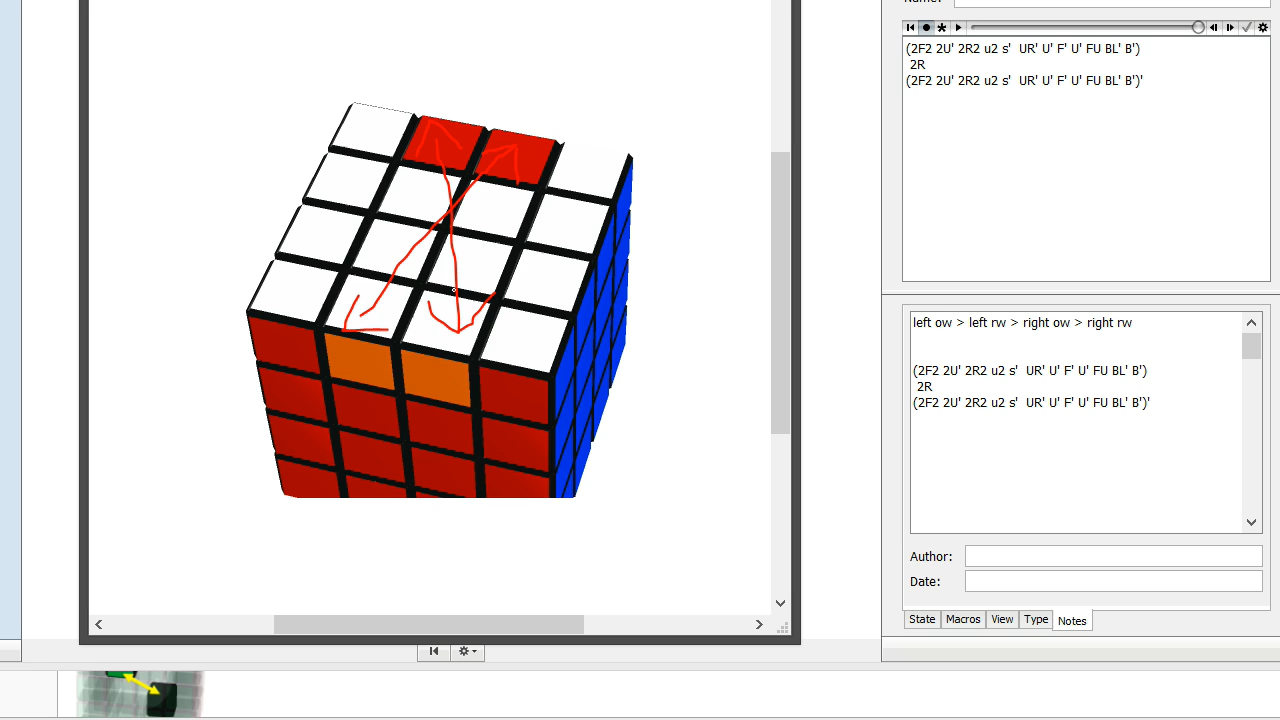 (2F2 2U' 2R2 u2 s'  UR' U' F' U' FU BL' B')
2R
(2F2 2U' 2R2 u2 s'  UR' U' F' U' FU BL' B')'
left ow > left rw > right ow > right rw
(2F2 2U' 2R2 u2 s'  UR' U' F' U' FU BL' B')
2R
(2F2 2U' 2R2 u2 s'  UR' U' F' U' FU BL' B')'
Author:
Date:
State Macros View Type Notes